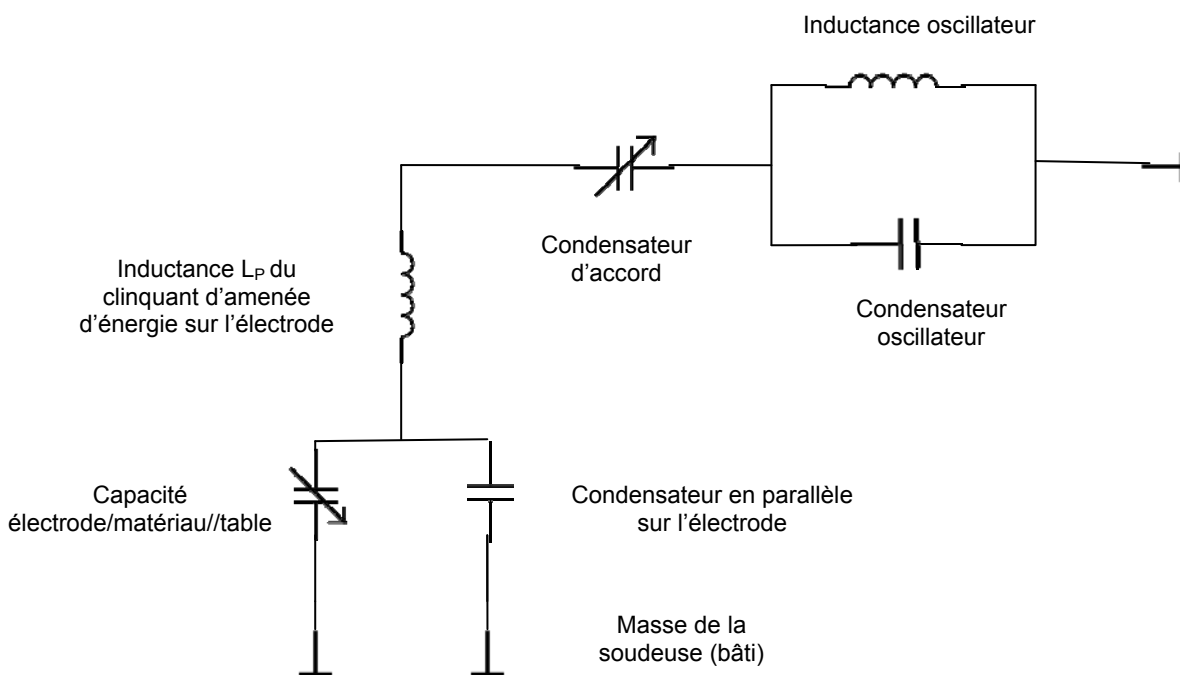 Inductance oscillateur
Condensateur
d'accord
Condensateur
oscillateur
Inductance LP du
clinquant d'amenée
d'énergie sur l'électrode
Capacité
électrode/matériau//table
Condensateur en parallèle
sur l'électrode
Masse de la
soudeuse (bâti)